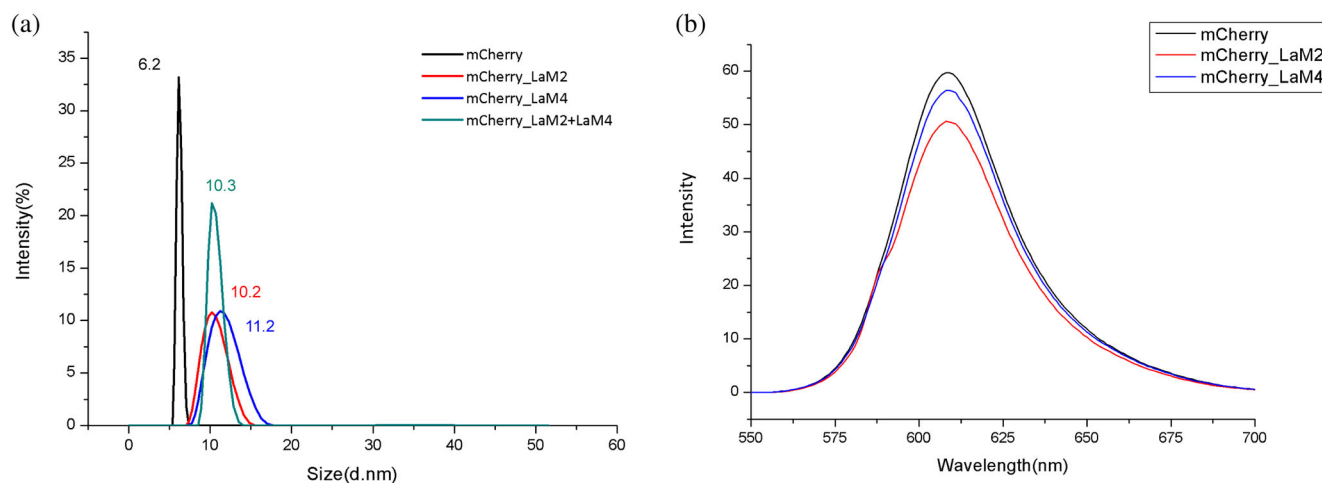 (a)
35
30
25
20
15
10
5
0
Intensity(%)
0 10 20 30 40 50 60
Size(d.nm)
6.2
10.3
10.2
11.2
mCherry
mCherry_LaM2
mCherry_LaM4
mCherry_LaM2+LaM4
(b)
60
50
40
30
20
10
0
Intensity
550 575 600 625 650 675 700
Wavelength(nm)
mCherry
mCherry_LaM2
mCherry_LaM4